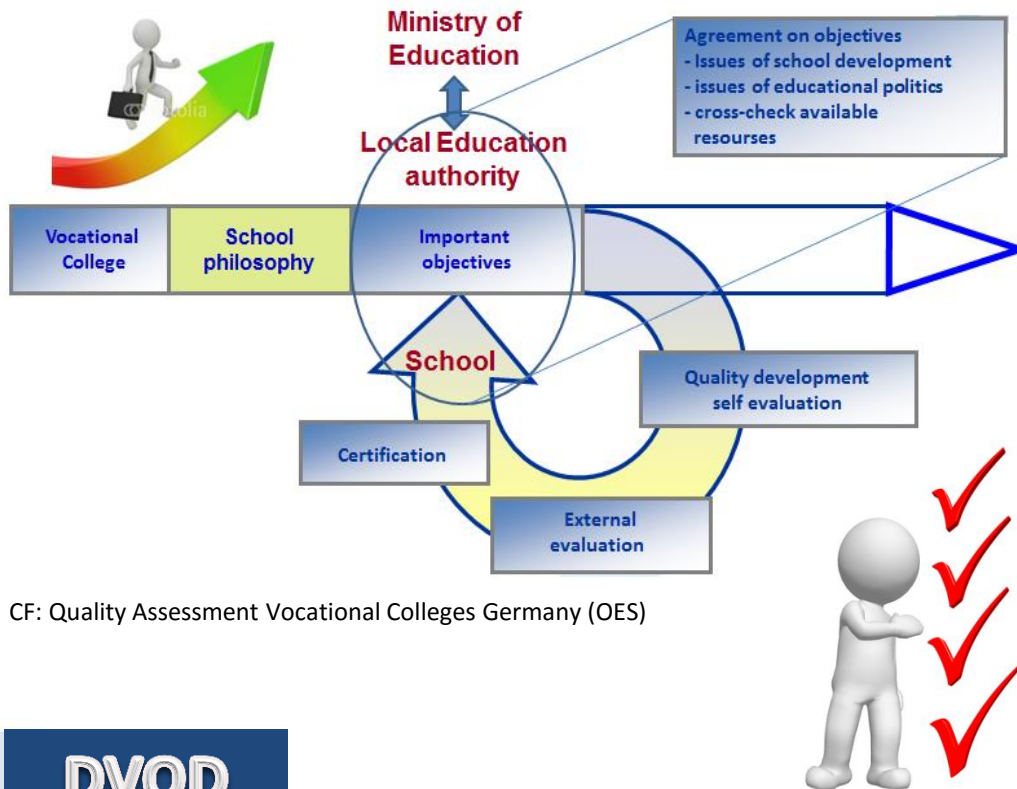 Ministry of
Education
Agreement on objectives
- Issues of school development
- issues of educational politics
- cross-check available
resourses
Local Education
authority
Vocational
College
School
philosophy
Important
objectives
School
Quality development
self evaluation
Certification
External
evaluation
CF: Quality Assessment Vocational Colleges Germany (OES)
DVOD